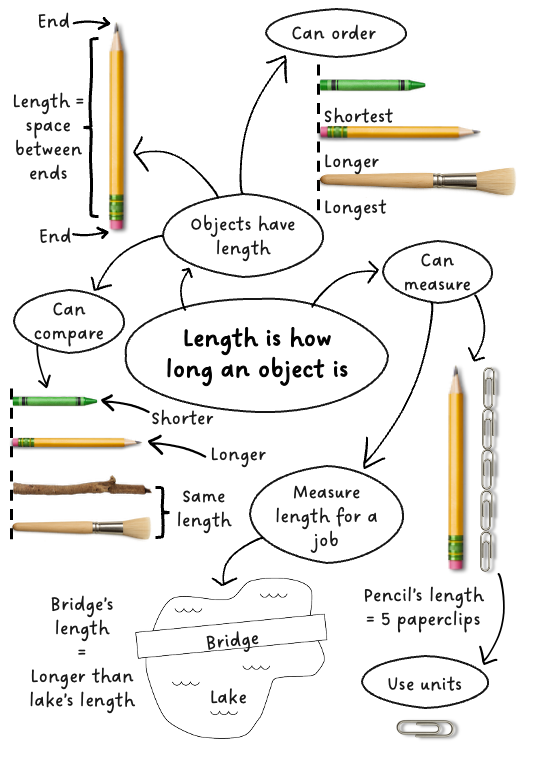 End
Length =
space
between
ends
End
Can order
Shortest
Longer
Longest
Objects have
length
Can
compare
Can
measure
Length is how
long an object is
Shorter
Longer
Same
length
Measure
length for a
job
Pencil's length
= 5 paperclips
Use units
Bridge's
length
=
Longer than
lake's length
Bridge
Lake